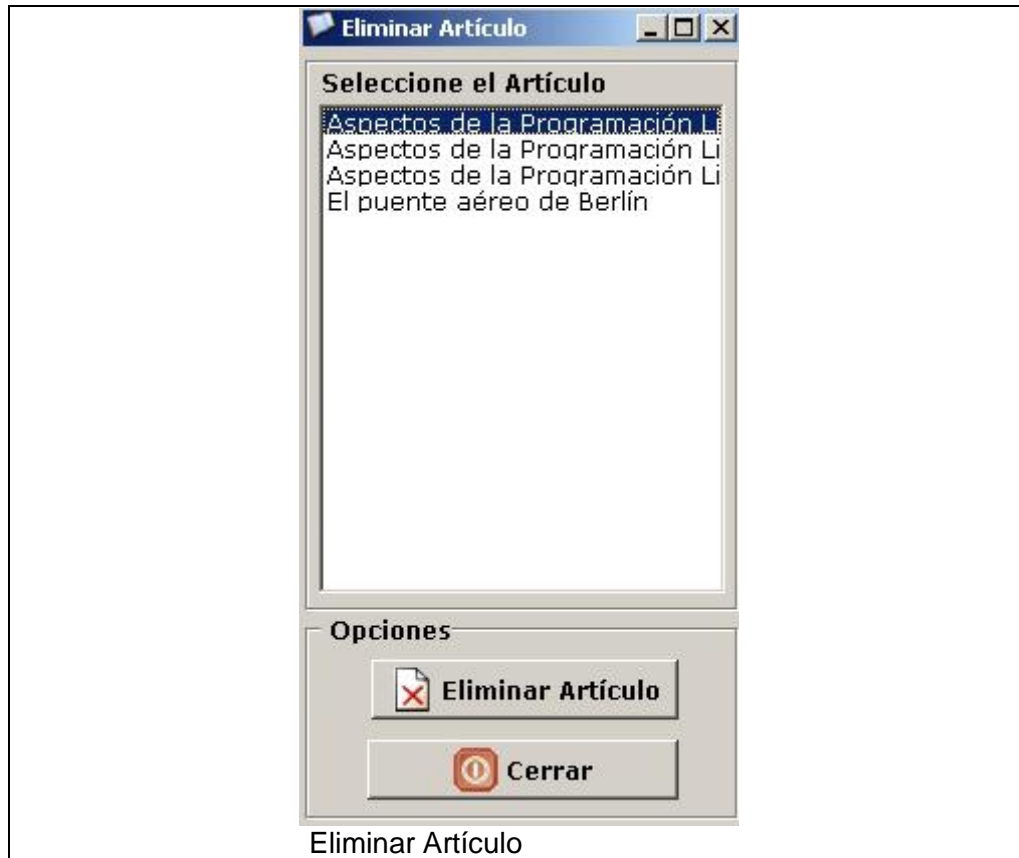 Eliminar Artículo
Seleccione el Artículo
Aspectos de la Programación Li
Aspectos de la Programación Li
Aspectos de la Programación Li
El puente aéreo de Berlín
Opciones
Eliminar Artículo
Cerrar
Eliminar Artículo